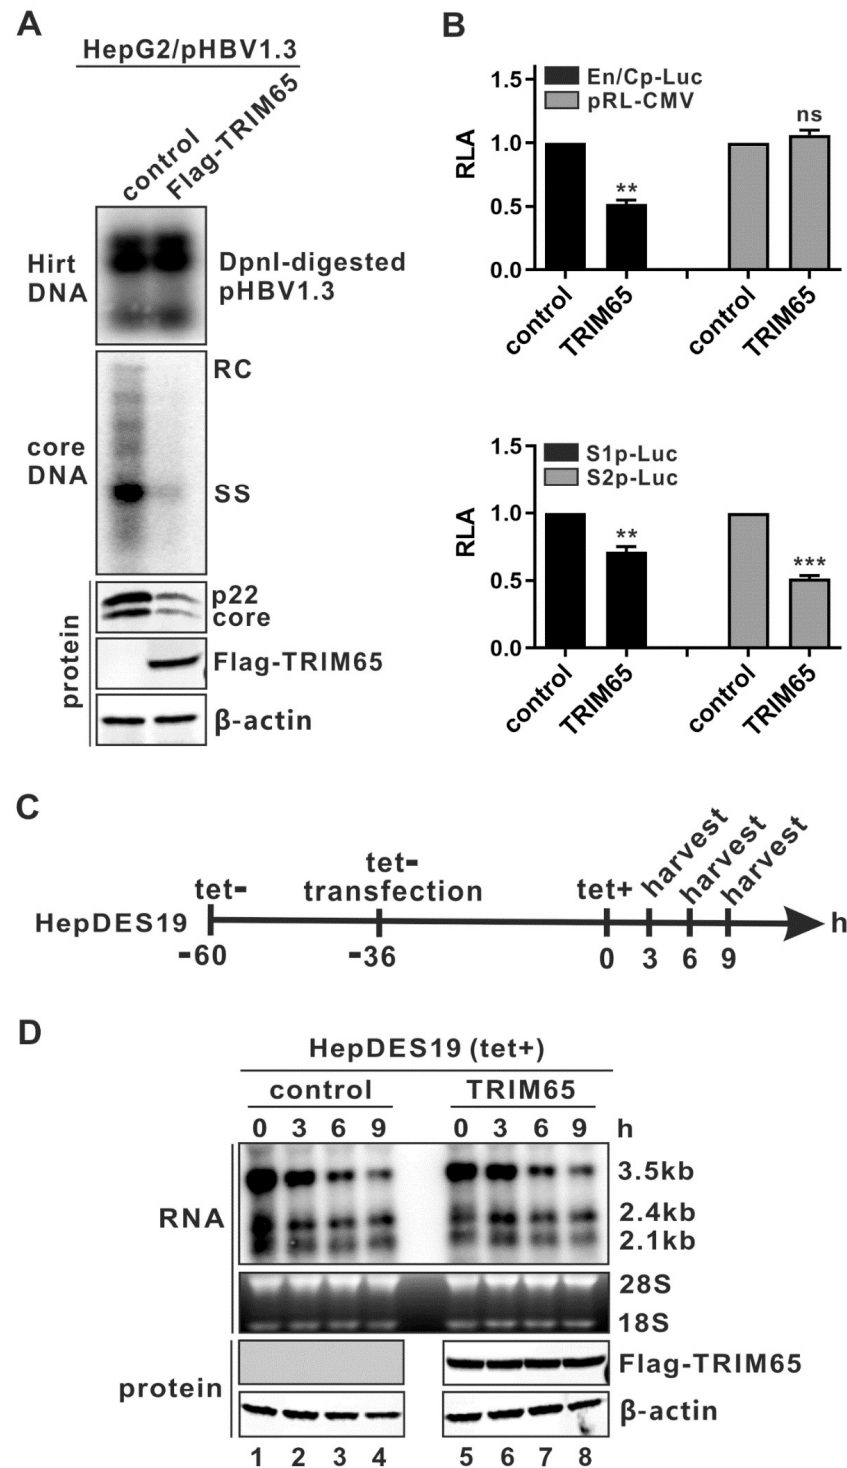 A
HepG2/pHBV1.3
control
Flag-TRIM65
Hirt
DNA
DpnI-digested
pHBV1.3
core
DNA
RC
SS
protein
p22
core
Flag-TRIM65
β-actin
B
En/Cp-Luc
pRL-CMV
RLA
1.5
1.0
0.5
0.0
**
ns
control
TRIM65
control
TRIM65
S1p-Luc
S2p-Luc
RLA
1.5
1.0
0.5
0.0
**
***
control
TRIM65
control
TRIM65
C
HepDES19
tet-
tet-
transfection
tet+
harvest
harvest
harvest
h
-60
-36
0
3
6
9
D
HepDES19 (tet+)
control TRIM65
0 3 6 9 0 3 6 9 h
RNA
3.5kb
2.4kb
2.1kb
28S
18S
protein
Flag-TRIM65
β-actin
1 2 3 4 5 6 7 8